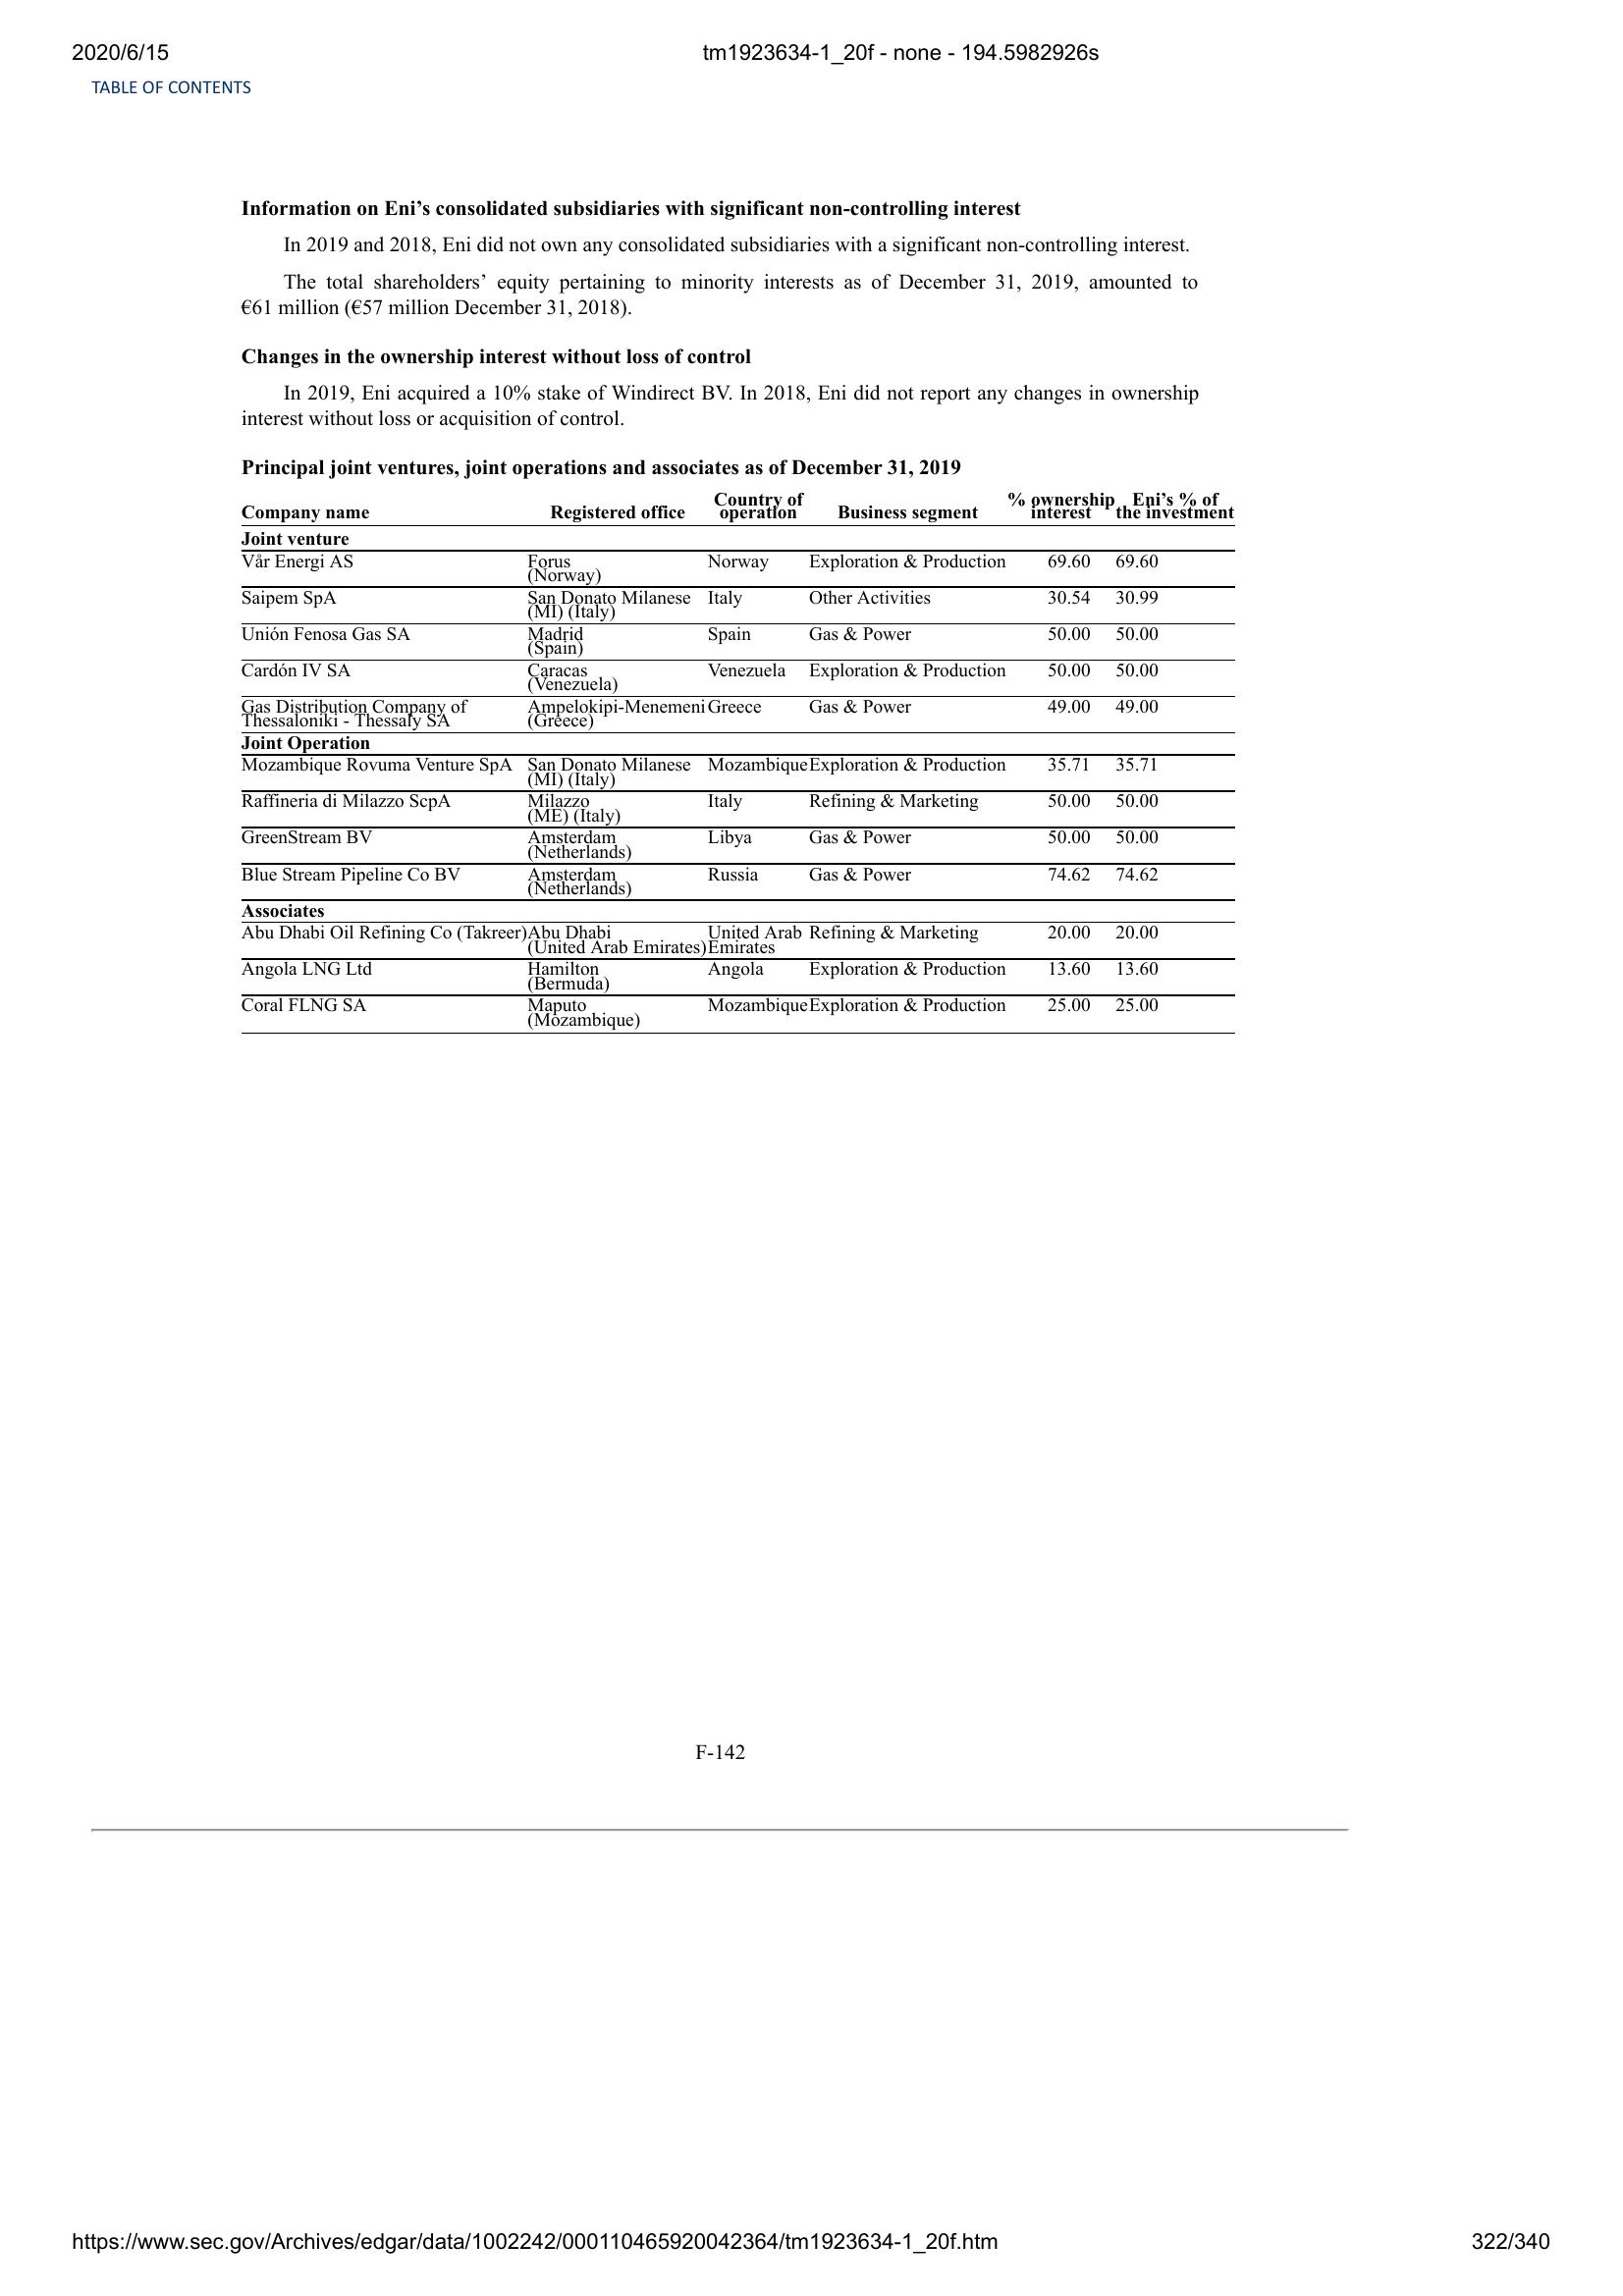 2020/6/15 tm1923634-1_20f - none - 194.5982926s
TABLE OF CONTENTS
Information on Eni’s consolidated subsidiaries with significant non-controlling interest
In 2019 and 2018, Eni did not own any consolidated subsidiaries with a significant non-controlling interest.
The total shareholders’ equity pertaining to minority interests as of December 31, 2019, amounted to
€61 million (€57 million December 31, 2018).
Changes in the ownership interest without loss of control
In 2019, Eni acquired a 10% stake of Windirect BV. In 2018, Eni did not report any changes in ownership
interest without loss or acquisition of control.
Principal joint ventures, joint operations and associates as of December 31, 2019
Country of % ownership Eni’s % of
Company name Registered office operation Business segment interest the investment
Joint venture
Vår Energi AS Forus Norway Exploration & Production 69.60 69.60
(Norway)
Saipem SpA San Donato Milanese Italy Other Activities 30.54 30.99
(MI) (Italy)
Unión Fenosa Gas SA Madrid Spain Gas & Power 50.00 50.00
(Spain)
Cardón IV SA Caracas Venezuela Exploration & Production 50.00 50.00
(Venezuela)
Gas Distribution Company of Ampelokipi-Menemeni Greece Gas & Power 49.00 49.00
Thessaloniki - Thessaly SA (Greece)
Joint Operation
Mozambique Rovuma Venture SpA San Donato Milanese Mozambique Exploration & Production 35.71 35.71
(MI) (Italy)
Raffineria di Milazzo ScpA Milazzo Italy Refining & Marketing 50.00 50.00
(ME) (Italy)
GreenStream BV Amsterdam Libya Gas & Power 50.00 50.00
(Netherlands)
Blue Stream Pipeline Co BV Amsterdam Russia Gas & Power 74.62 74.62
(Netherlands)
Associates
Abu Dhabi Oil Refining Co (Takreer) Abu Dhabi United Arab Refining & Marketing 20.00 20.00
(United Arab Emirates) Emirates
Angola LNG Ltd Hamilton Angola Exploration & Production 13.60 13.60
(Bermuda)
Coral FLNG SA Maputo Mozambique Exploration & Production 25.00 25.00
(Mozambique)
F-142
https://www.sec.gov/Archives/edgar/data/1002242/000110465920042364/tm1923634-1_20f.htm 322/340